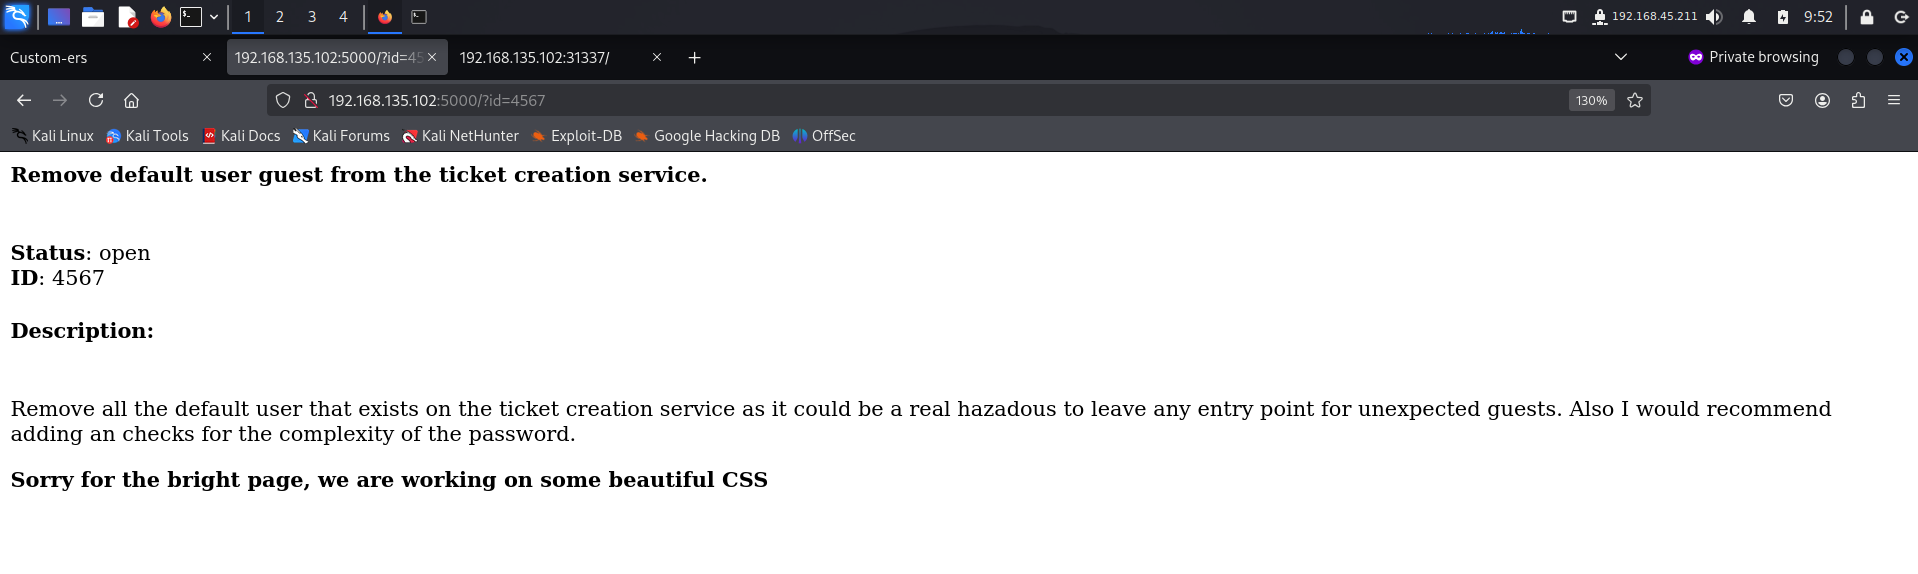 1 2 3 4 192.168.45.211 9:52
Custom-ers 192.168.135.102:5000/?id=45 192.168.135.102:31337/ Private browsing
192.168.135.102:5000/?id=4567 130%
Kali Linux Kali Tools Kali Docs Kali Forums Kali NetHunter Exploit-DB Google Hacking DB OffSec
Remove default user guest from the ticket creation service.
Status: open
ID: 4567
Description:
Remove all the default user that exists on the ticket creation service as it could be a real hazadous to leave any entry point for unexpected guests. Also I would recommend
adding an checks for the complexity of the password.
Sorry for the bright page, we are working on some beautiful CSS